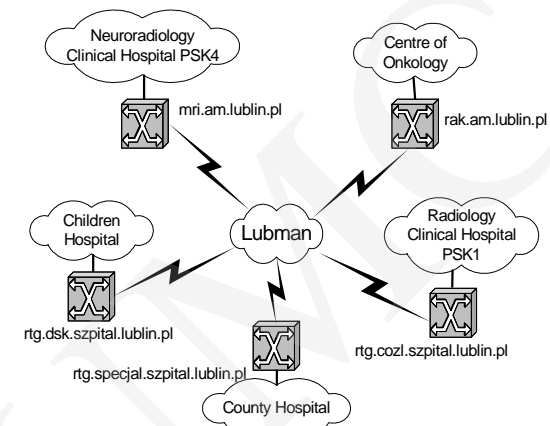 Neuroradiology
Clinical Hospital PSK4
mri.am.lublin.pl
Centre of
Onkology
rak.am.lublin.pl
Children
Hospital
rtg.dsk.szpital.lublin.pl
Lubman
Radiology
Clinical Hospital
PSK1
rtg.cozl.szpital.lublin.pl
rtg.specjal.szpital.lublin.pl
County Hospital